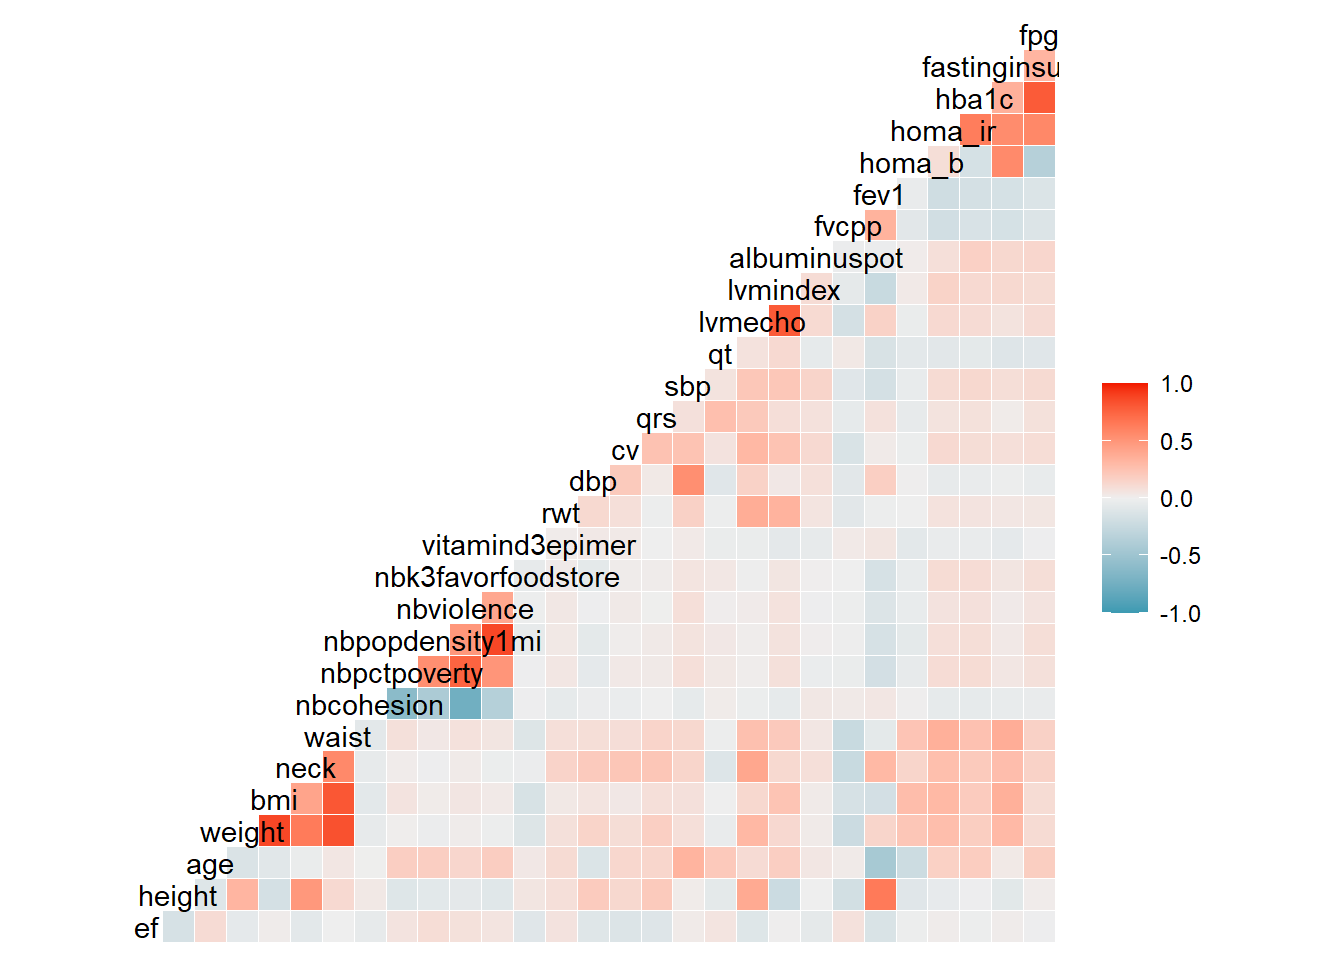 fpg
fastinginsu
hba1c
homa_ir
homa_b
fev1
fvcpp
albuminuspot
lvmindex
lvmecho
qt
sbp
qrs
cv
dbp
rwt
vitamind3epimer
nbk3favorfoodstore
nbviolence
nbpopdensity1mi
nbpctpoverty
nbcohesion
waist
neck
bmi
weight
age
height
ef
1.0
0.5
0.0
-0.5
-1.0